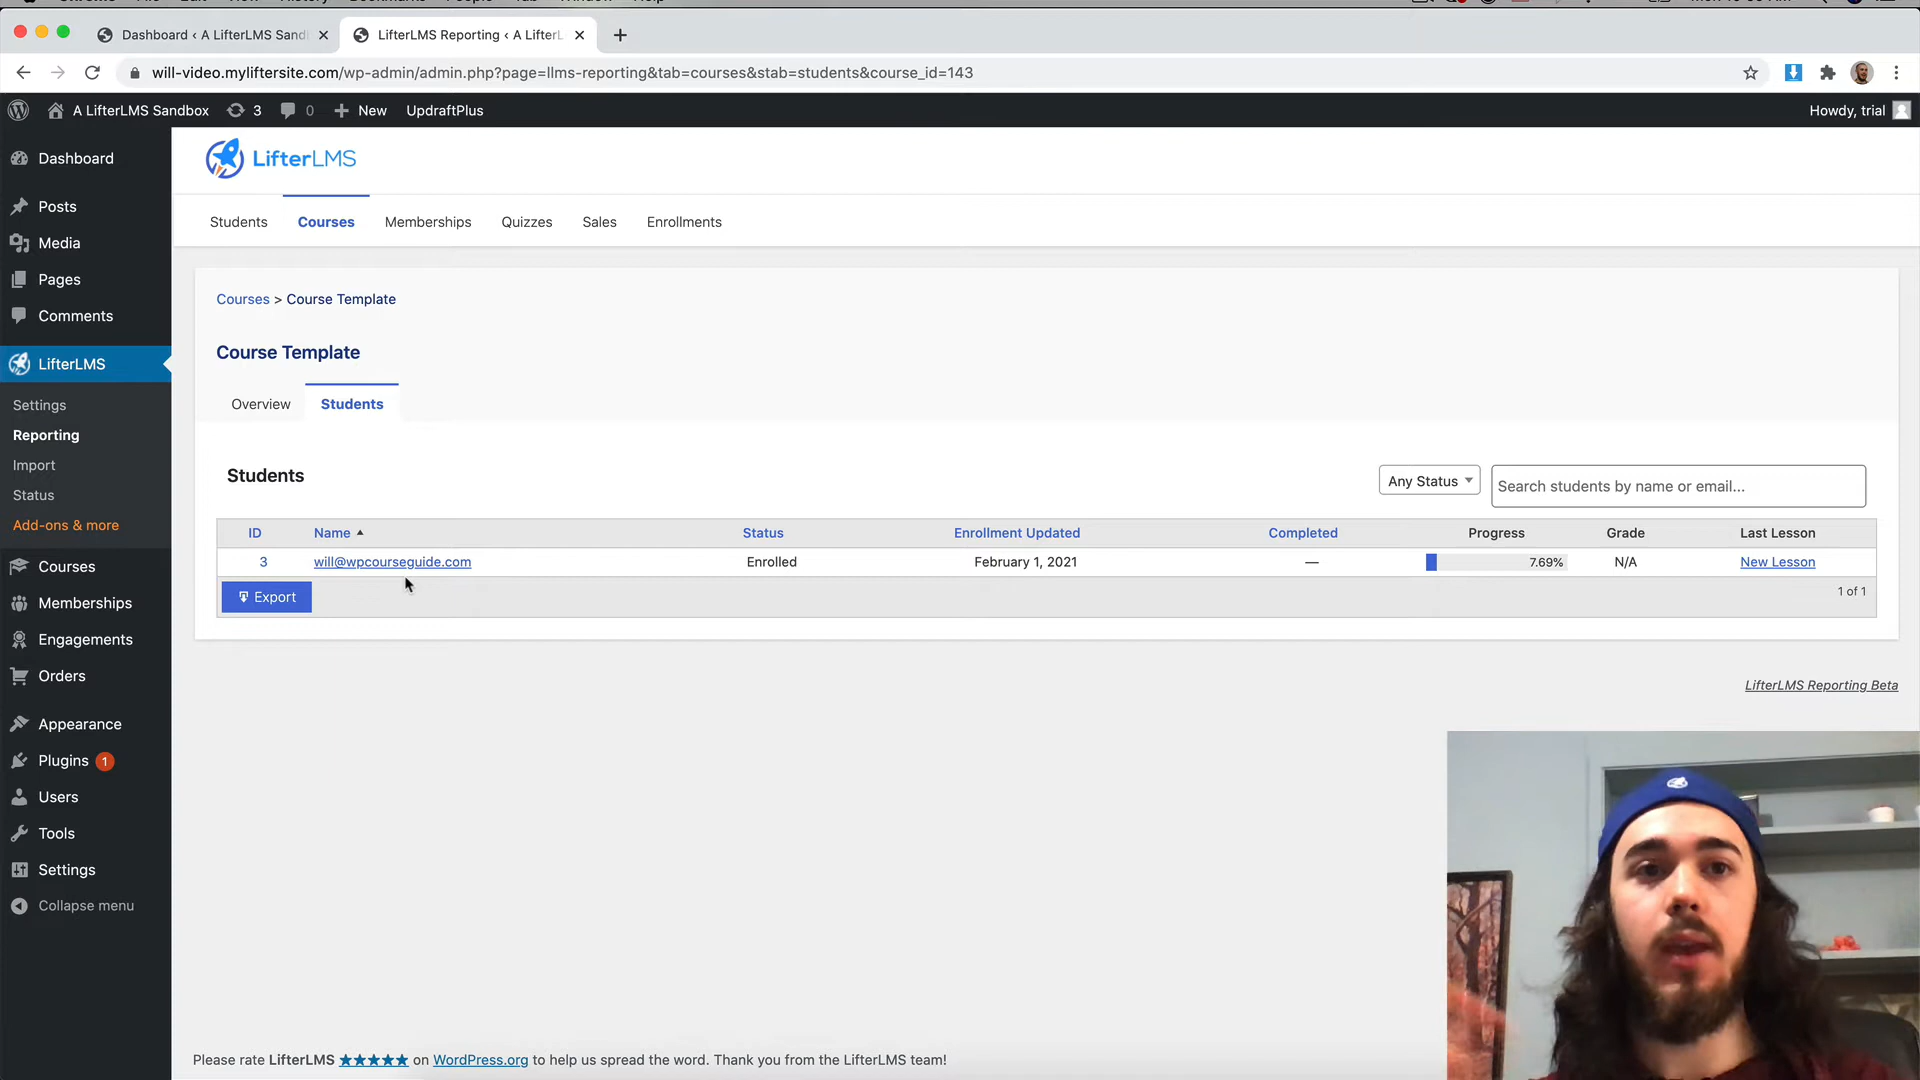 Dashboard ‹ A LifterLMS Sand
LifterLMS Reporting ‹ A Lifter
will-video.myliftersite.com/wp-admin/admin.php?page=llms-reporting&tab=courses&stab=students&course_id=143
A LifterLMS Sandbox 3 0 New UpdraftPlus Howdy, trial
Dashboard
Posts
Media
Pages
Comments
LifterLMS
Settings
Reporting
Import
Status
Add-ons & more
Courses
Memberships
Engagements
Orders
Appearance
Plugins 1
Users
Tools
Settings
Collapse menu
LifterLMS
Students Courses Memberships Quizzes Sales Enrollments
Courses > Course Template
Course Template
Overview Students
Students
Any Status Search students by name or email...
ID Name Status Enrollment Updated Completed Progress Grade Last Lesson
3 will@wpcourseguide.com Enrolled February 1, 2021 — 7.69% N/A New Lesson
Export 1 of 1
LifterLMS Reporting Beta
Please rate LifterLMS ★★★★★ on WordPress.org to help us spread the word. Thank you from the LifterLMS team!